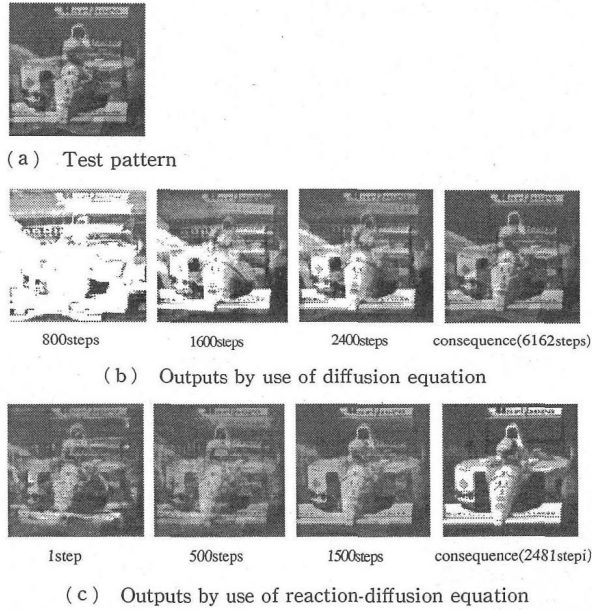 (a) Test pattern
800steps 1600steps 2400steps consequence(6162steps)
(b) Outputs by use of diffusion equation
1step 500steps 1500steps consequence(2481stepi)
(c) Outputs by use of reaction-diffusion equation